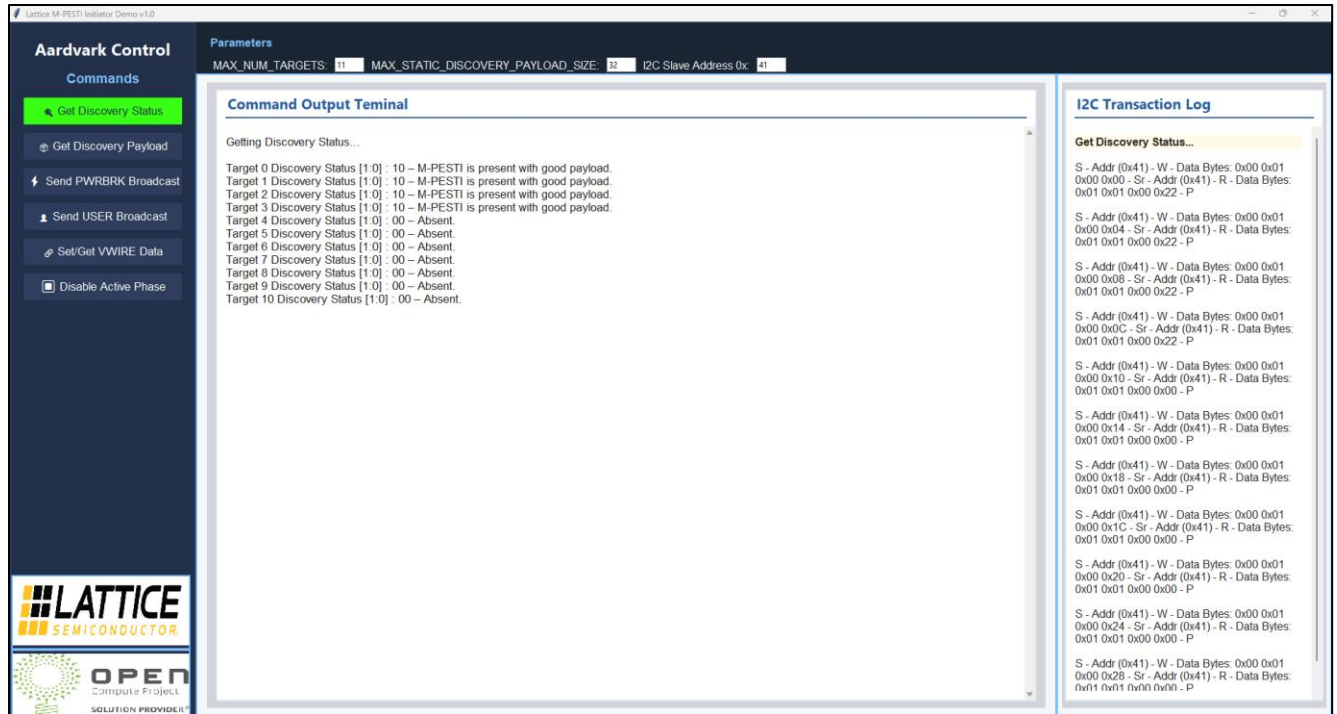 Lattice M-PESTI Initiator Demo v1.0
Aardvark Control
Commands
Get Discovery Status
Get Discovery Payload
Send PWRBRK Broadcast
Send USER Broadcast
Set/Get VWIRE Data
Disable Active Phase
LATTICE
SEMICONDUCTOR
OPEN
Compute Project
SOLUTION PROVIDER®
Parameters
MAX_NUM_TARGETS: 11 MAX_STATIC_DISCOVERY_PAYLOAD_SIZE: 32 I2C Slave Address 0x: 41
Command Output Teminal
Getting Discovery Status...
Target 0 Discovery Status [1:0] : 10 – M-PESTI is present with good payload.
Target 1 Discovery Status [1:0] : 10 – M-PESTI is present with good payload.
Target 2 Discovery Status [1:0] : 10 – M-PESTI is present with good payload.
Target 3 Discovery Status [1:0] : 10 – M-PESTI is present with good payload.
Target 4 Discovery Status [1:0] : 00 – Absent.
Target 5 Discovery Status [1:0] : 00 – Absent.
Target 6 Discovery Status [1:0] : 00 – Absent.
Target 7 Discovery Status [1:0] : 00 – Absent.
Target 8 Discovery Status [1:0] : 00 – Absent.
Target 9 Discovery Status [1:0] : 00 – Absent.
Target 10 Discovery Status [1:0] : 00 – Absent.
I2C Transaction Log
Get Discovery Status...
S - Addr (0x41) - W - Data Bytes: 0x00 0x01
0x00 0x00 - Sr - Addr (0x41) - R - Data Bytes:
0x01 0x01 0x00 0x22 - P
S - Addr (0x41) - W - Data Bytes: 0x00 0x01
0x00 0x04 - Sr - Addr (0x41) - R - Data Bytes:
0x01 0x01 0x00 0x22 - P
S - Addr (0x41) - W - Data Bytes: 0x00 0x01
0x00 0x08 - Sr - Addr (0x41) - R - Data Bytes:
0x01 0x01 0x00 0x22 - P
S - Addr (0x41) - W - Data Bytes: 0x00 0x01
0x00 0x0C - Sr - Addr (0x41) - R - Data Bytes:
0x01 0x01 0x00 0x22 - P
S - Addr (0x41) - W - Data Bytes: 0x00 0x01
0x00 0x10 - Sr - Addr (0x41) - R - Data Bytes:
0x01 0x01 0x00 0x00 - P
S - Addr (0x41) - W - Data Bytes: 0x00 0x01
0x00 0x14 - Sr - Addr (0x41) - R - Data Bytes:
0x01 0x01 0x00 0x00 - P
S - Addr (0x41) - W - Data Bytes: 0x00 0x01
0x00 0x18 - Sr - Addr (0x41) - R - Data Bytes:
0x01 0x01 0x00 0x00 - P
S - Addr (0x41) - W - Data Bytes: 0x00 0x01
0x00 0x1C - Sr - Addr (0x41) - R - Data Bytes:
0x01 0x01 0x00 0x00 - P
S - Addr (0x41) - W - Data Bytes: 0x00 0x01
0x00 0x20 - Sr - Addr (0x41) - R - Data Bytes:
0x01 0x01 0x00 0x00 - P
S - Addr (0x41) - W - Data Bytes: 0x00 0x01
0x00 0x24 - Sr - Addr (0x41) - R - Data Bytes:
0x01 0x01 0x00 0x00 - P
S - Addr (0x41) - W - Data Bytes: 0x00 0x01
0x00 0x28 - Sr - Addr (0x41) - R - Data Bytes:
0x01 0x01 0x00 0x00 - P